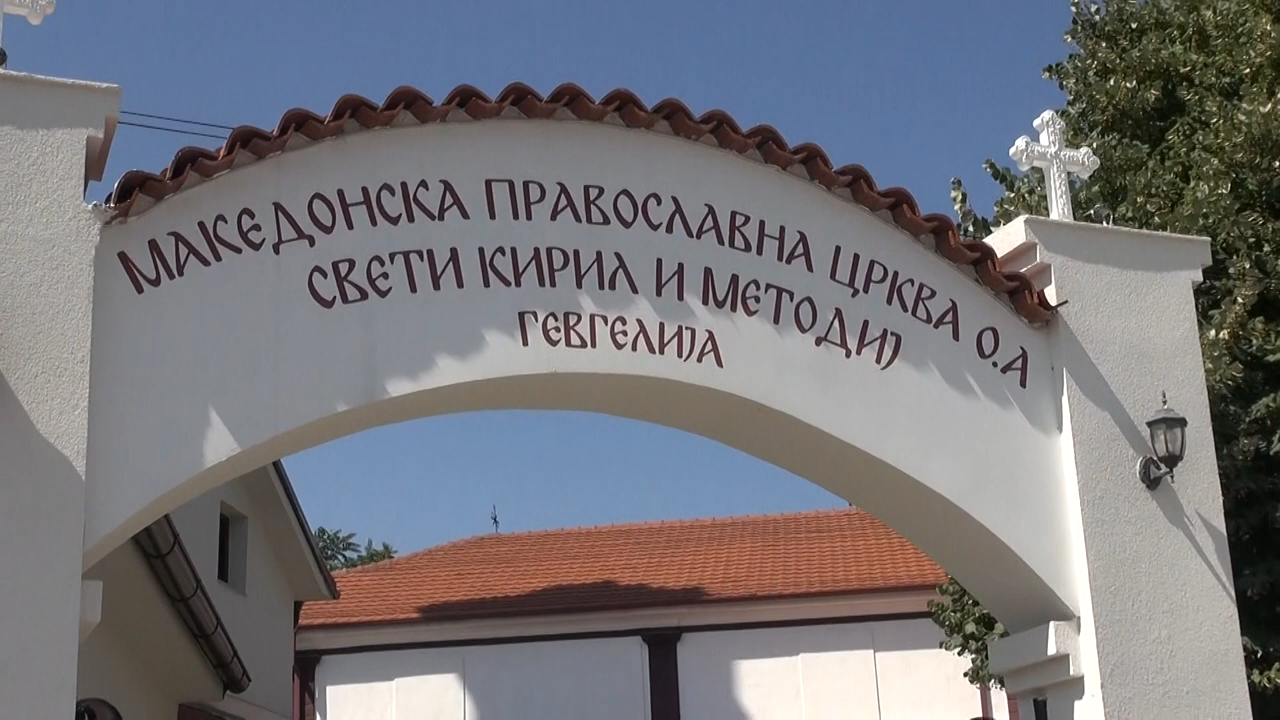 МАКЕДОНСКА ПРАВОСЛАВНА ЦРКВА О.А
СВЕТИ КИРИЛ И МЕТОДИЈ
ГЕВГЕЛИЈА